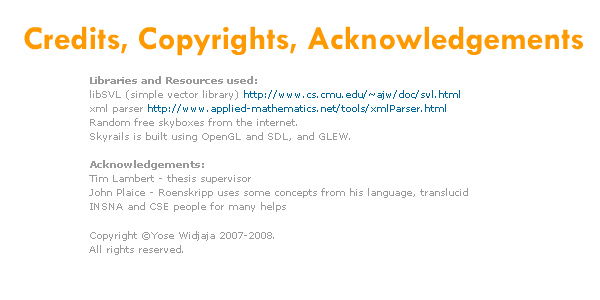 Credits, Copyrights, Acknowledgements
Libraries and Resources used:
libSVL (simple vector library) http://www.cs.cmu.edu/~ajw/doc/svl.html
xml parser http://www.applied-mathematics.net/tools/xmlParser.html
Random free skyboxes from the internet.
Skyrails is built using OpenGL and SDL, and GLEW.
Acknowledgements:
Tim Lambert - thesis supervisor
John Plaice - Roenskripp uses some concepts from his language, translucid
INSNA and CSE people for many helps
Copyright ©Yose Widjaja 2007-2008.
All rights reserved.